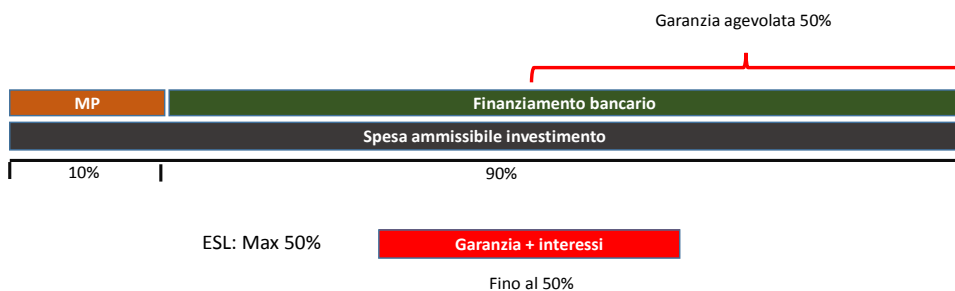 Garanzia agevolata 50%
MP
Finanziamento bancario
Spesa ammissibile investimento
10%
90%
ESL: Max 50%
Garanzia + interessi
Fino al 50%